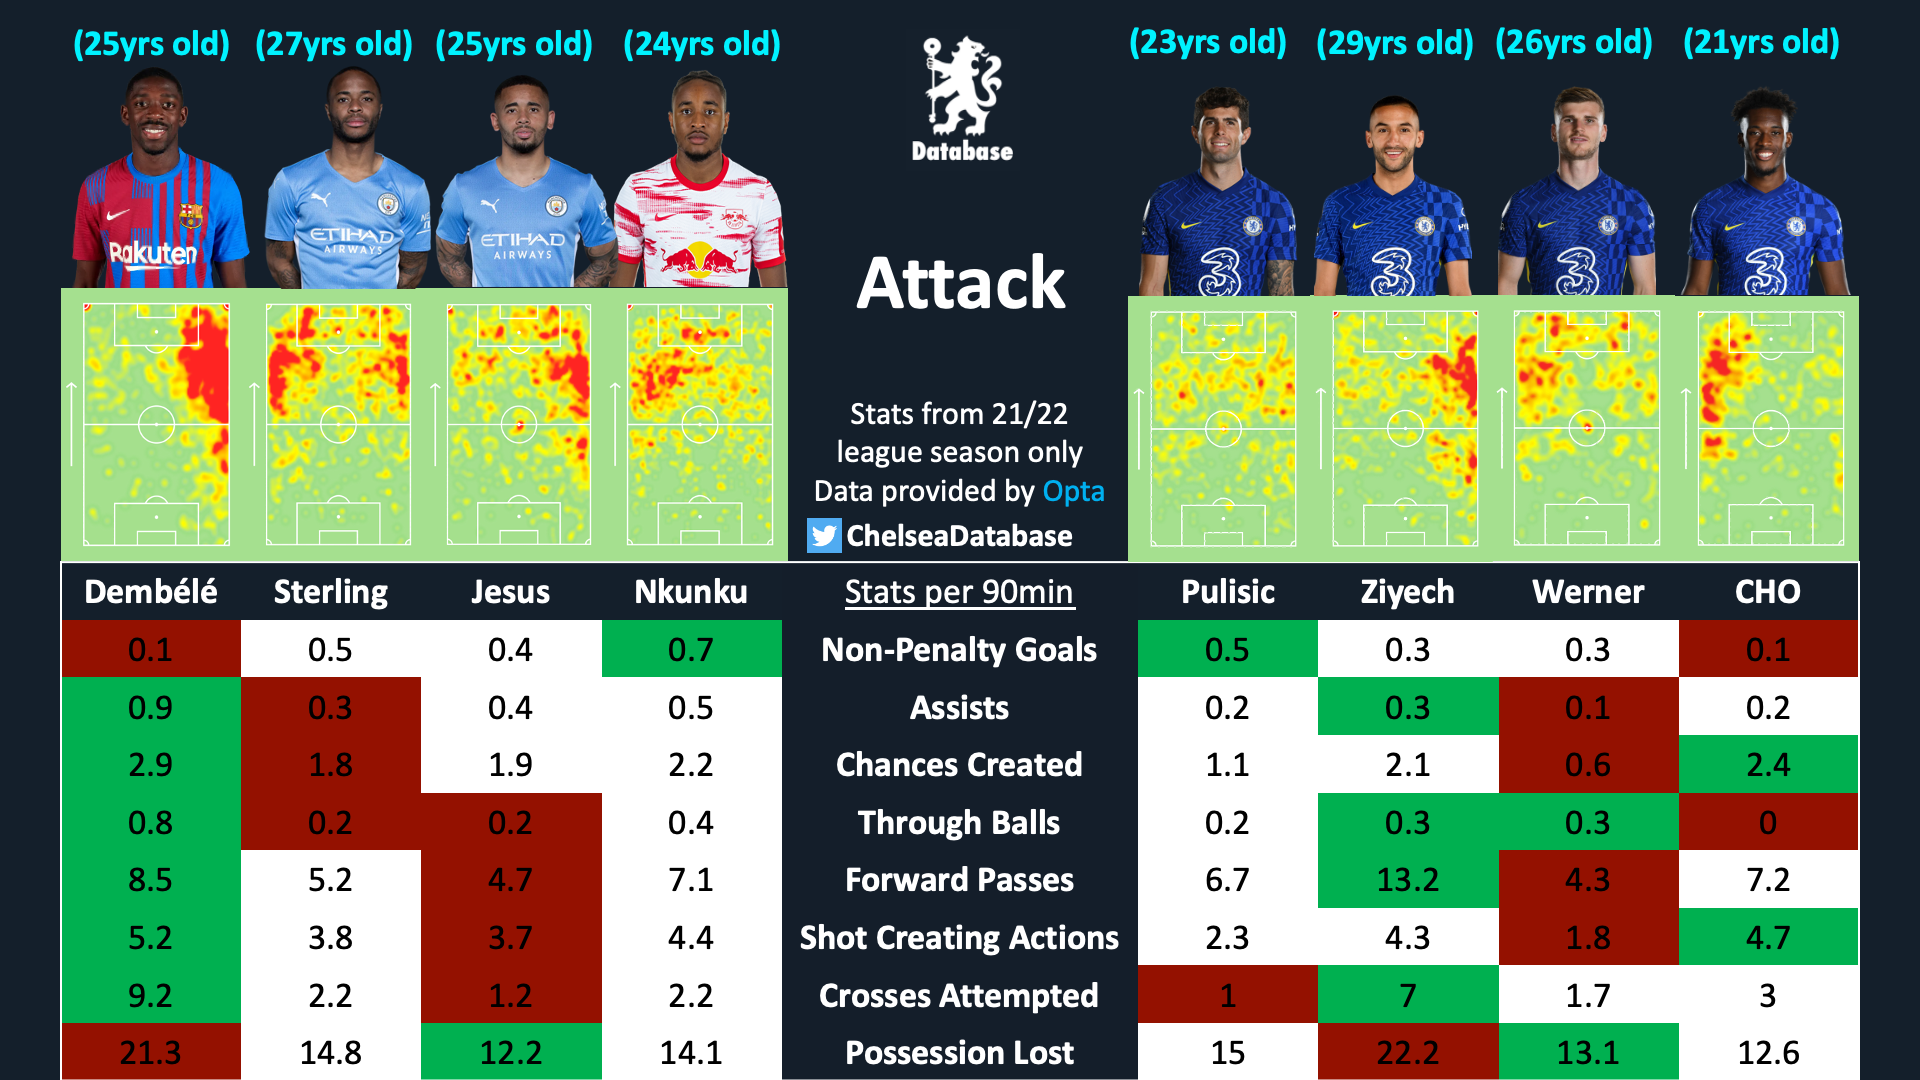 (25yrs old) (27yrs old) (25yrs old) (24yrs old) (23yrs old) (29yrs old) (26yrs old) (21yrs old)
Database
Rakuten
ETIHAD
AIRWAYS
ETIHAD
AIRWAYS
3 3 3 3
Attack
Stats from 21/22
league season only
Data provided by Opta
ChelseaDatabase
Dembélé Sterling Jesus Nkunku Stats per 90min Pulisic Ziyech Werner CHO
0.1 0.5 0.4 0.7 Non-Penalty Goals 0.5 0.3 0.3 0.1
0.9 0.3 0.4 0.5 Assists 0.2 0.3 0.1 0.2
2.9 1.8 1.9 2.2 Chances Created 1.1 2.1 0.6 2.4
0.8 0.2 0.2 0.4 Through Balls 0.2 0.3 0.3 0
8.5 5.2 4.7 7.1 Forward Passes 6.7 13.2 4.3 7.2
5.2 3.8 3.7 4.4 Shot Creating Actions 2.3 4.3 1.8 4.7
9.2 2.2 1.2 2.2 Crosses Attempted 1 7 1.7 3
21.3 14.8 12.2 14.1 Possession Lost 15 22.2 13.1 12.6